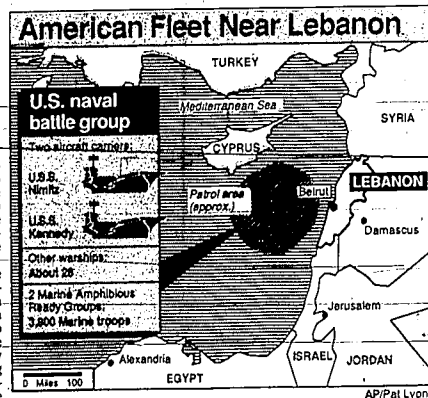 American Fleet Near Lebanon
TURKEY
U.S. naval
battle group
Mediterranean Sea
SYRIA
Two aircraft carriers:
CYPRUS
U.S.S.
Nimitz
Patrol area
(approx.)
Beirut
LEBANON
U.S.S.
Kennedy
Damascus
Other warships:
About 28
2 Marine Amphibious
Ready Groups:
3,800 Marine troops
Jerusalem
Alexandria
ISRAEL
JORDAN
0 Miles 100
EGYPT
AP/Pat Lyon